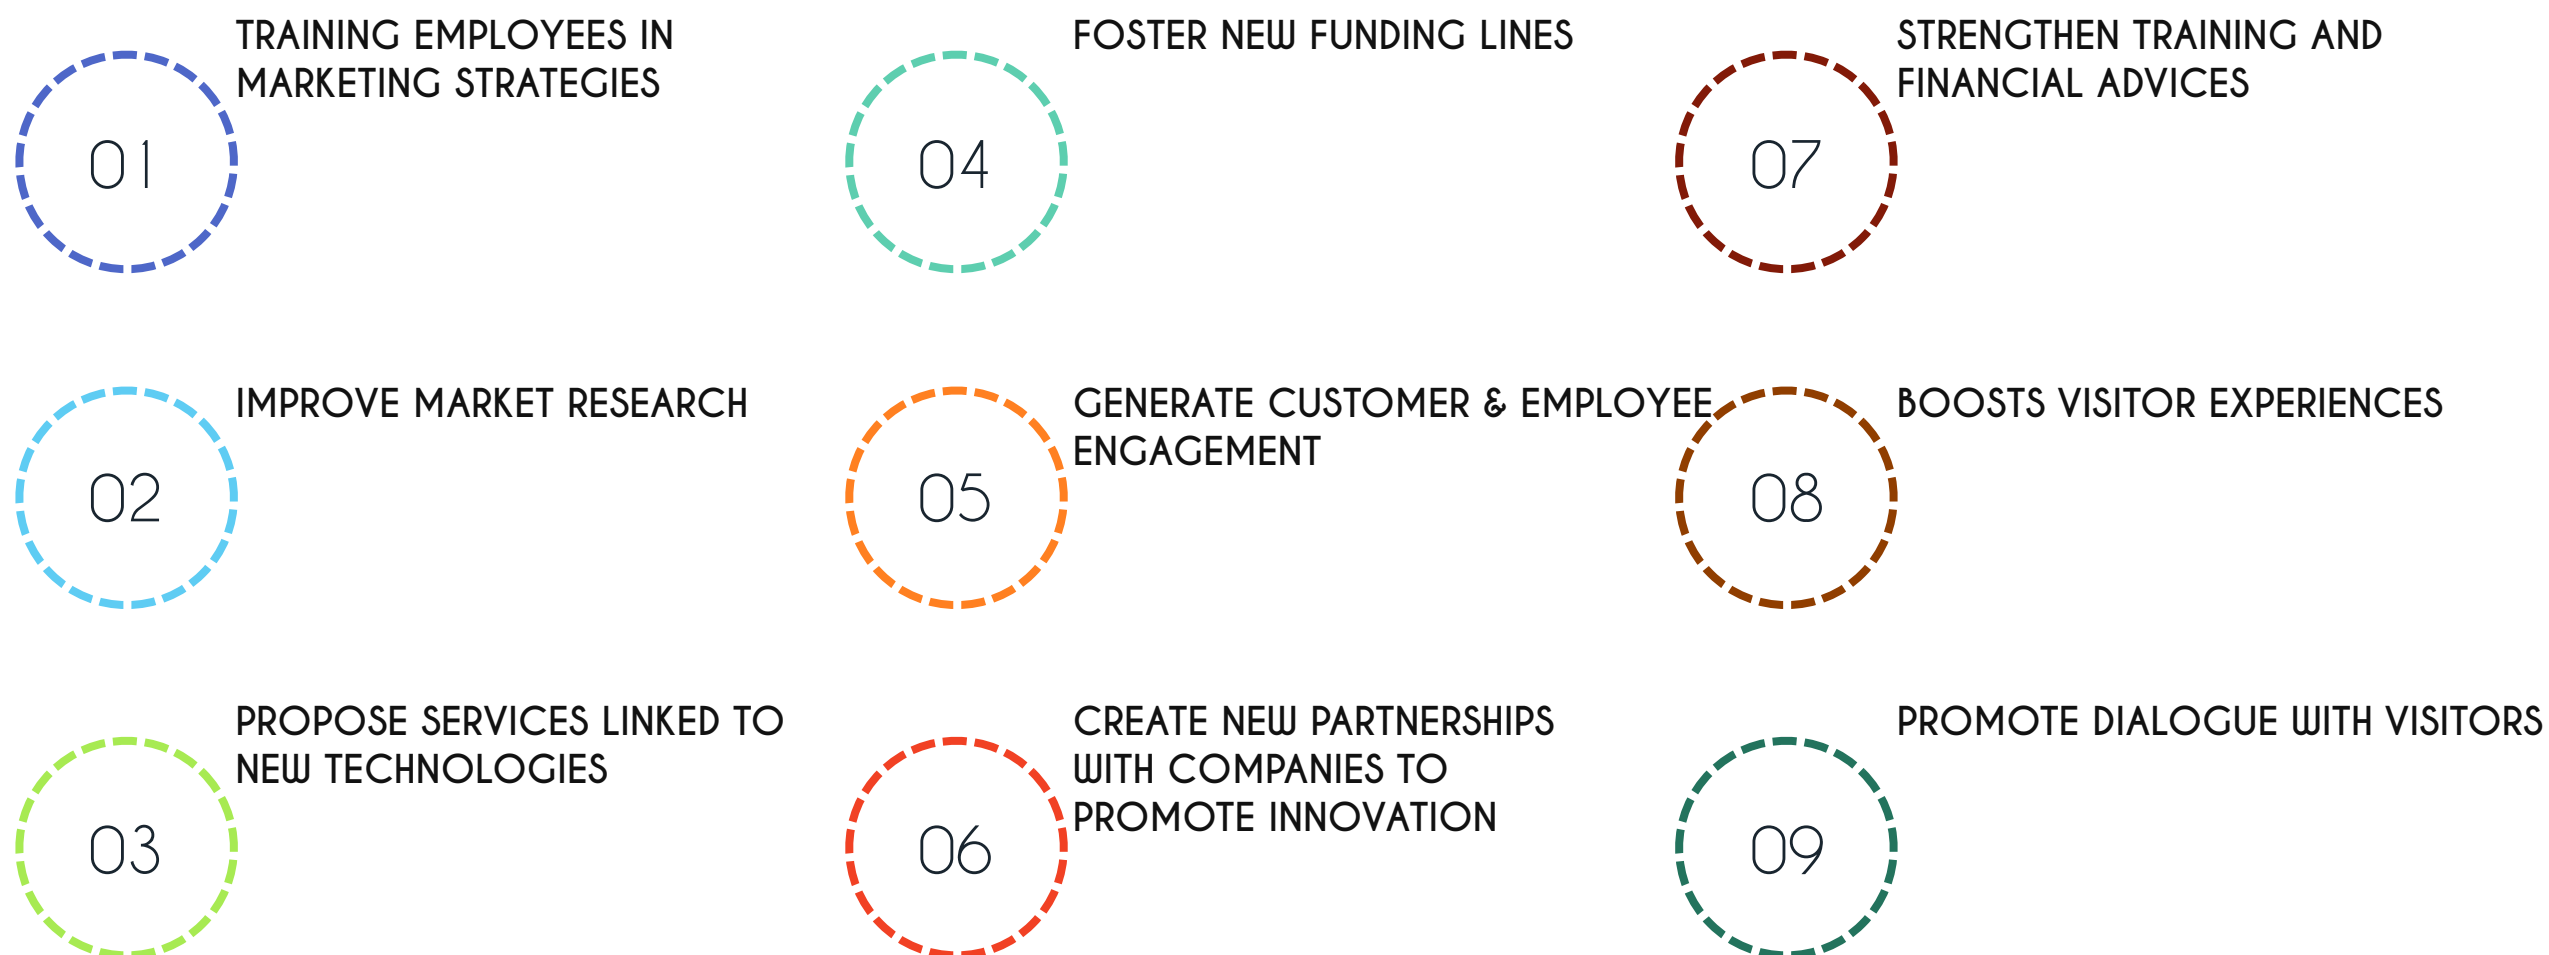 01
TRAINING EMPLOYEES IN
MARKETING STRATEGIES
02
IMPROVE MARKET RESEARCH
03
PROPOSE SERVICES LINKED TO
NEW TECHNOLOGIES
04
FOSTER NEW FUNDING LINES
05
GENERATE CUSTOMER & EMPLOYEE
ENGAGEMENT
06
CREATE NEW PARTNERSHIPS
WITH COMPANIES TO
PROMOTE INNOVATION
07
STRENGTHEN TRAINING AND
FINANCIAL ADVICES
08
BOOSTS VISITOR EXPERIENCES
09
PROMOTE DIALOGUE WITH VISITORS